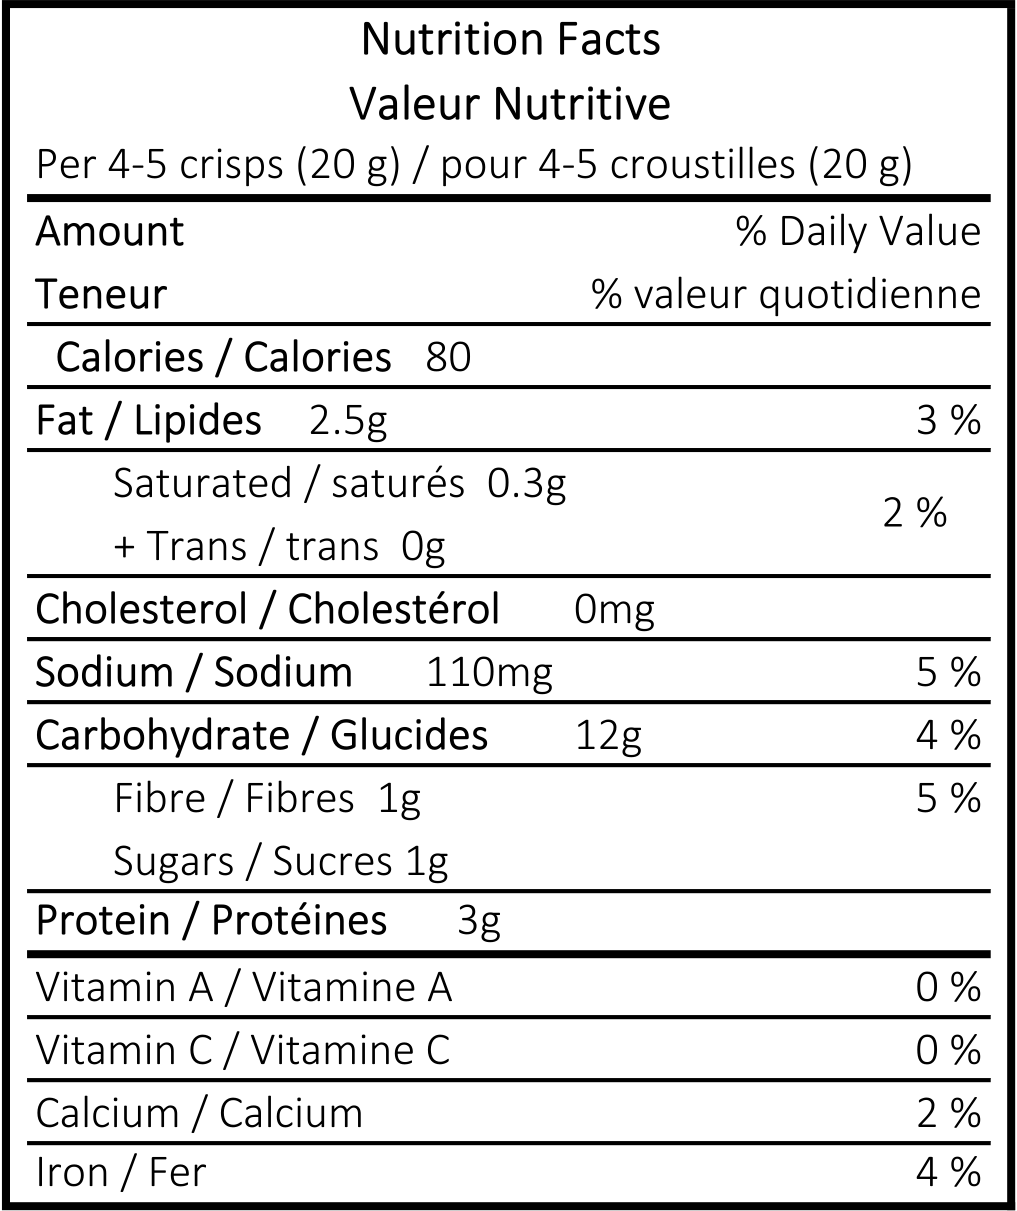 Nutrition Facts
Valeur Nutritive
Per 4-5 crisps (20 g) / pour 4-5 croustilles (20 g)
Amount % Daily Value
Teneur % valeur quotidienne
Calories / Calories 80
Fat / Lipides 2.5g 3 %
Saturated / saturés 0.3g
2 %
+ Trans / trans 0g
Cholesterol / Cholestérol 0mg
Sodium / Sodium 110mg 5 %
Carbohydrate / Glucides 12g 4 %
Fibre / Fibres 1g 5 %
Sugars / Sucres 1g
Protein / Protéines 3g
Vitamin A / Vitamine A 0 %
Vitamin C / Vitamine C 0 %
Calcium / Calcium 2 %
Iron / Fer 4 %